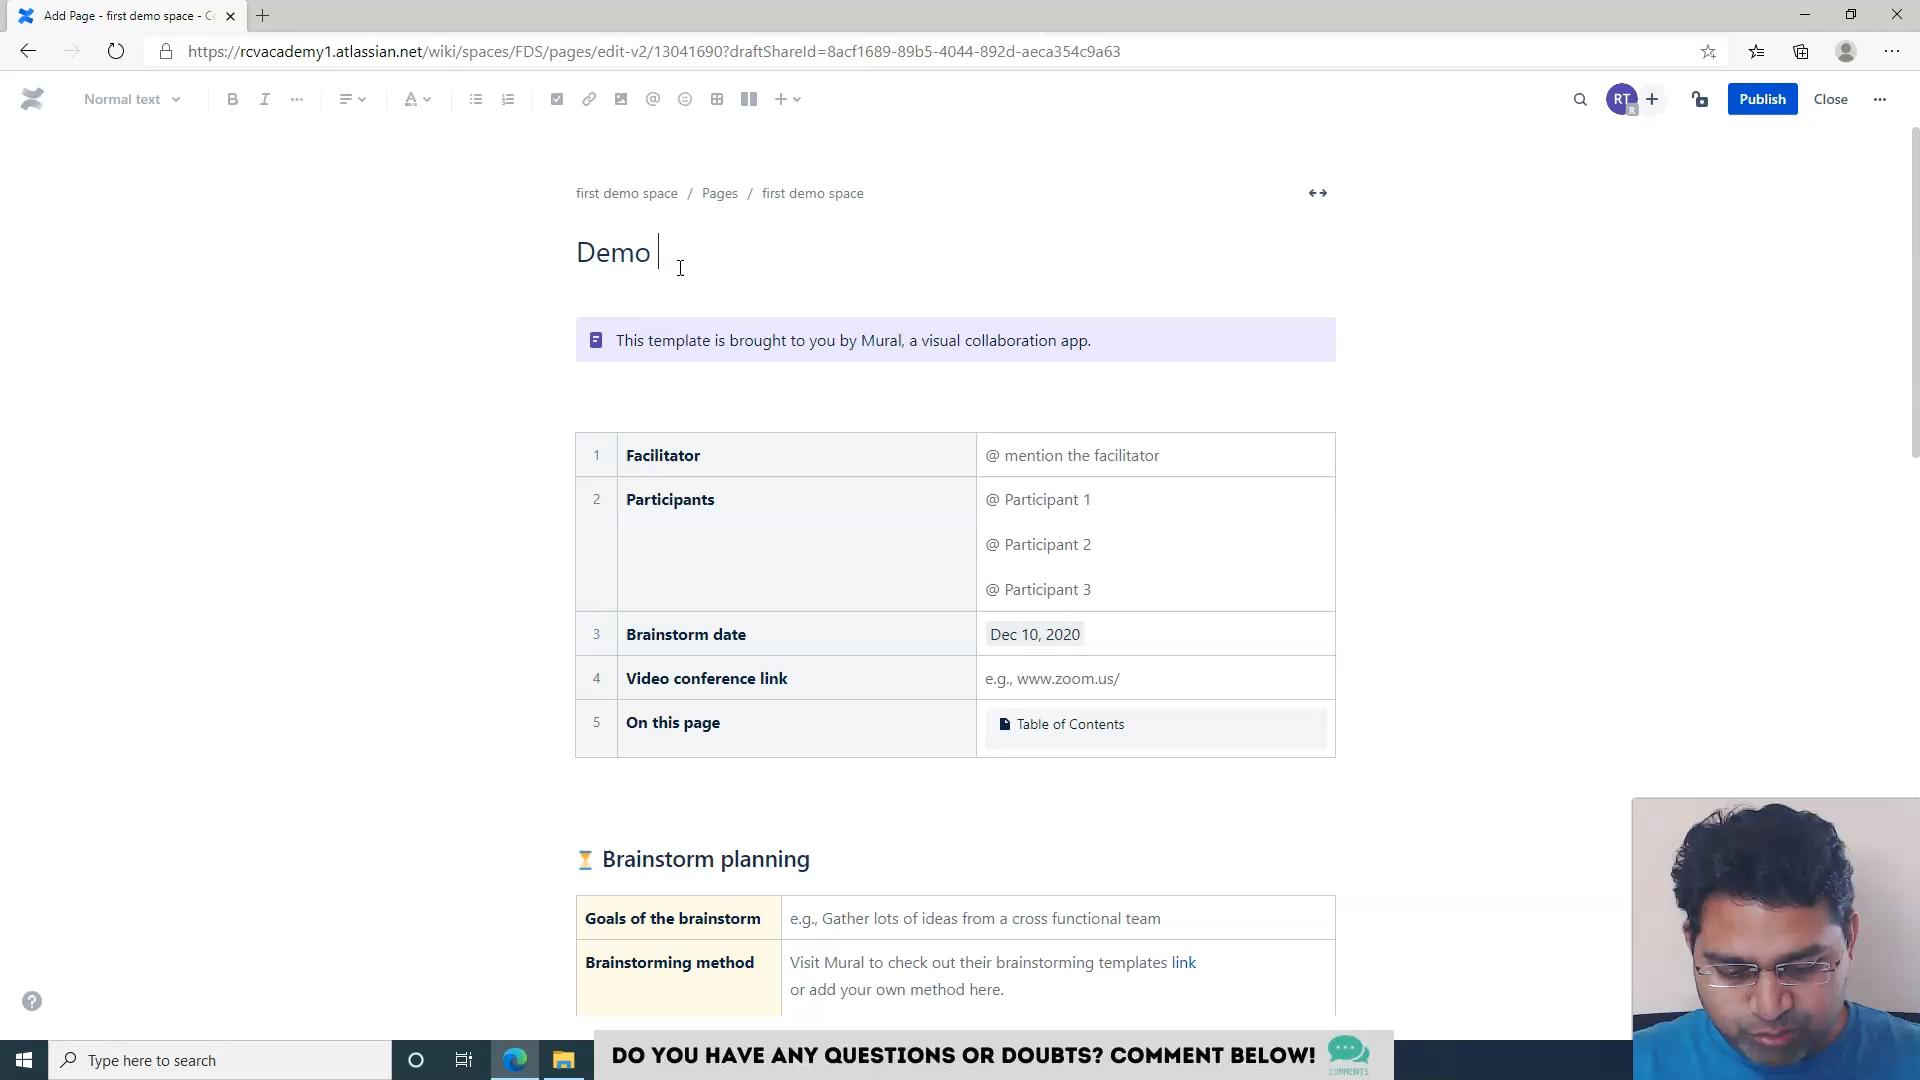 Add Page - first demo space - C
https://rcvacademy1.atlassian.net/wiki/spaces/FDS/pages/edit-v2/13041690?draftShareId=8acf1689-89b5-4044-892d-aeca354c9a63
Normal text
B I
A
RT
R
Publish Close
first demo space / Pages / first demo space
Demo
This template is brought to you by Mural, a visual collaboration app.
1 Facilitator @ mention the facilitator
2 Participants @ Participant 1
@ Participant 2
@ Participant 3
3 Brainstorm date Dec 10, 2020
4 Video conference link e.g., www.zoom.us/
5 On this page Table of Contents
Brainstorm planning
Goals of the brainstorm e.g., Gather lots of ideas from a cross functional team
Brainstorming method Visit Mural to check out their brainstorming templates link
or add your own method here.
Type here to search
DO YOU HAVE ANY QUESTIONS OR DOUBTS? COMMENT BELOW!
COMMENTS